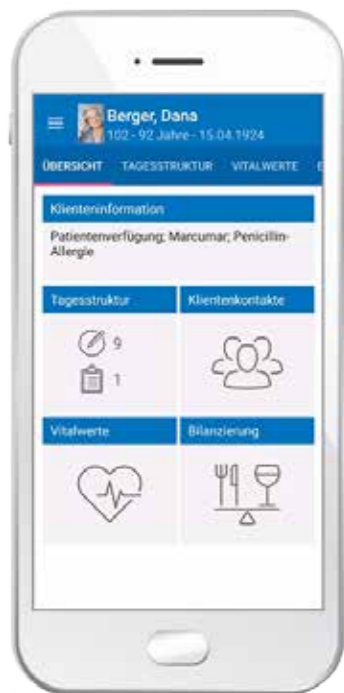 Berger, Dana
102 - 92 Jahre - 15.04.1924
ÜBERSICHT TAGESSTRUKTUR VITALWERTE E
Klienteninformation
Patientenverfügung; Marcumar; Penicillin-
Allergie
Tagesstruktur Klientenkontakte
9
1
Vitalwerte Bilanzierung